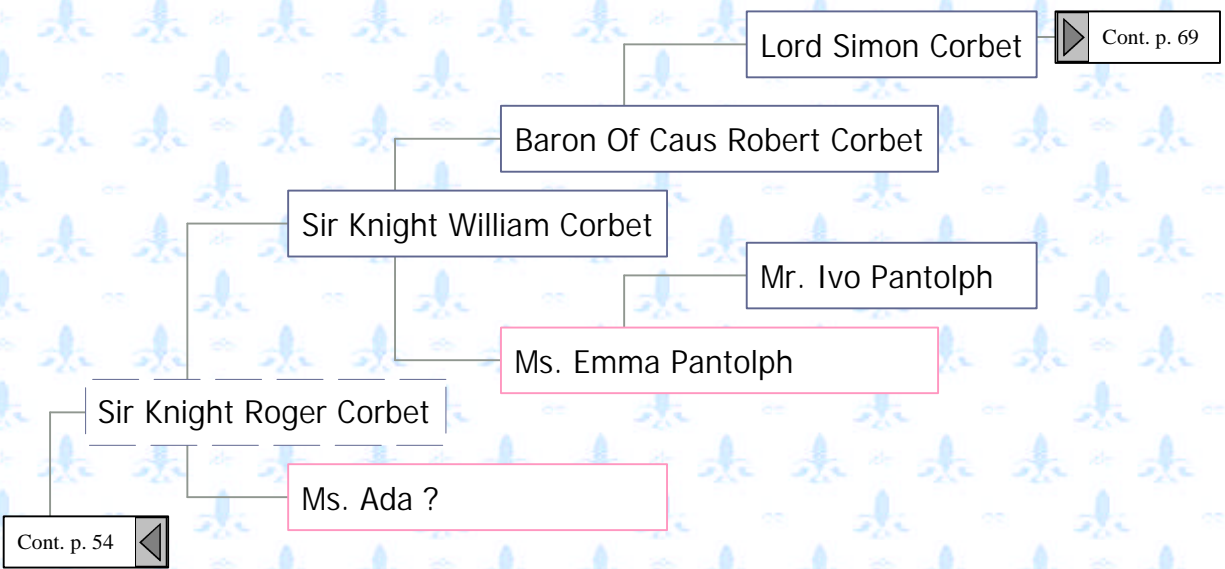 Lord Simon Corbet
Cont. p. 69
Baron Of Caus Robert Corbet
Sir Knight William Corbet
Mr. Ivo Pantolph
Ms. Emma Pantolph
Sir Knight Roger Corbet
Ms. Ada ?
Cont. p. 54